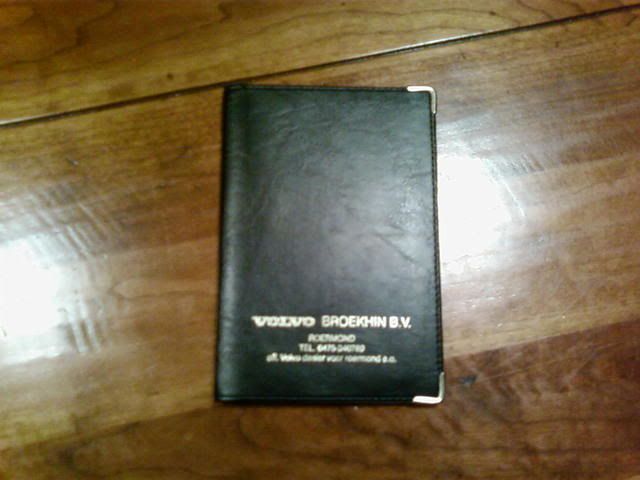 VOLVO BROEKHIN B.V.
ROERMOND
TEL.
off. Volvo dealer voor roermond e.o.